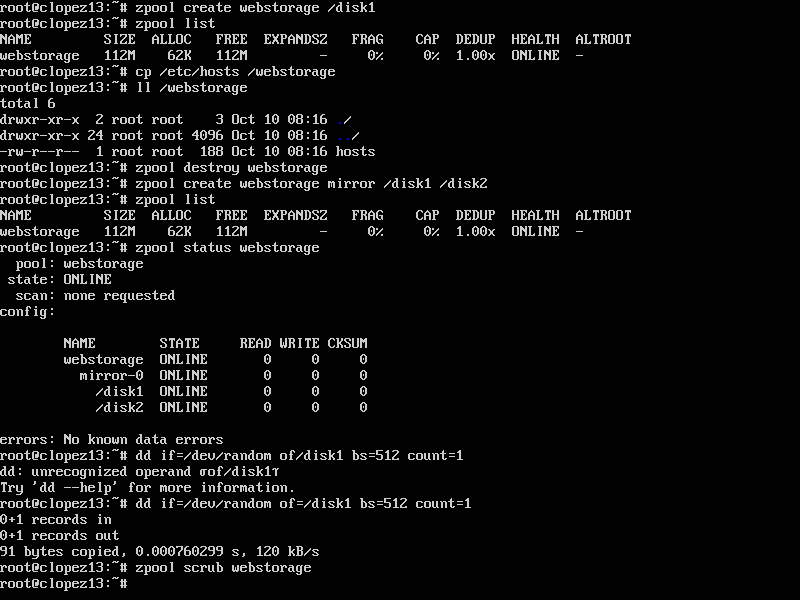 root@clopez13:~# zpool create webstorage /disk1
root@clopez13:~# zpool list
NAME         SIZE  ALLOC   FREE  EXPANDSZ   FRAG    CAP  DEDUP  HEALTH  ALTROOT
webstorage   112M    62K   112M         -     0%     0%  1.00x  ONLINE  -
root@clopez13:~# cp /etc/hosts /webstorage
root@clopez13:~# ll /webstorage
total 6
drwxr-xr-x  2 root root    3 Oct 10 08:16 ./
drwxr-xr-x 24 root root 4096 Oct 10 08:16 ../
-rw-r--r--  1 root root  188 Oct 10 08:16 hosts
root@clopez13:~# zpool destroy webstorage
root@clopez13:~# zpool create webstorage mirror /disk1 /disk2
root@clopez13:~# zpool list
NAME         SIZE  ALLOC   FREE  EXPANDSZ   FRAG    CAP  DEDUP  HEALTH  ALTROOT
webstorage   112M    62K   112M         -     0%     0%  1.00x  ONLINE  -
root@clopez13:~# zpool status webstorage
  pool: webstorage
 state: ONLINE
  scan: none requested
config:
        NAME        STATE     READ WRITE CKSUM
        webstorage  ONLINE       0     0     0
          mirror-0  ONLINE       0     0     0
            /disk1  ONLINE       0     0     0
            /disk2  ONLINE       0     0     0
errors: No known data errors
root@clopez13:~# dd if=/dev/random of/disk1 bs=512 count=1
dd: unrecognized operand σof/disk1τ
Try 'dd --help' for more information.
root@clopez13:~# dd if=/dev/random of=/disk1 bs=512 count=1
0+1 records in
0+1 records out
91 bytes copied, 0.000760299 s, 120 kB/s
root@clopez13:~# zpool scrub webstorage
root@clopez13:~#